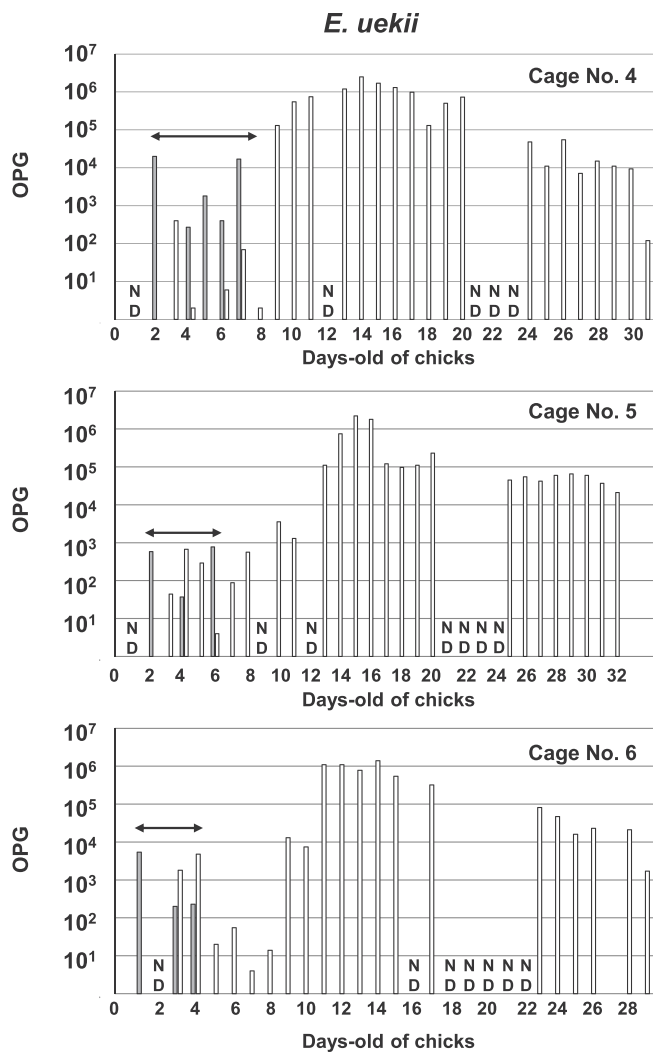 E. uekii
Cage No. 4
10⁷
10⁶
10⁵
10⁴
10³
10²
10¹
OPG
N N N N N
D D D D D
0 2 4 6 8 10 12 14 16 18 20 22 24 26 28 30
Days-old of chicks
Cage No. 5
10⁷
10⁶
10⁵
10⁴
10³
10²
10¹
OPG
N N N N N N N
D D D D D D D
0 2 4 6 8 10 12 14 16 18 20 22 24 26 28 30 32
Days-old of chicks
Cage No. 6
10⁷
10⁶
10⁵
10⁴
10³
10²
10¹
OPG
N N N N N N N
D D D D D D D
0 2 4 6 8 10 12 14 16 18 20 22 24 26 28
Days-old of chicks